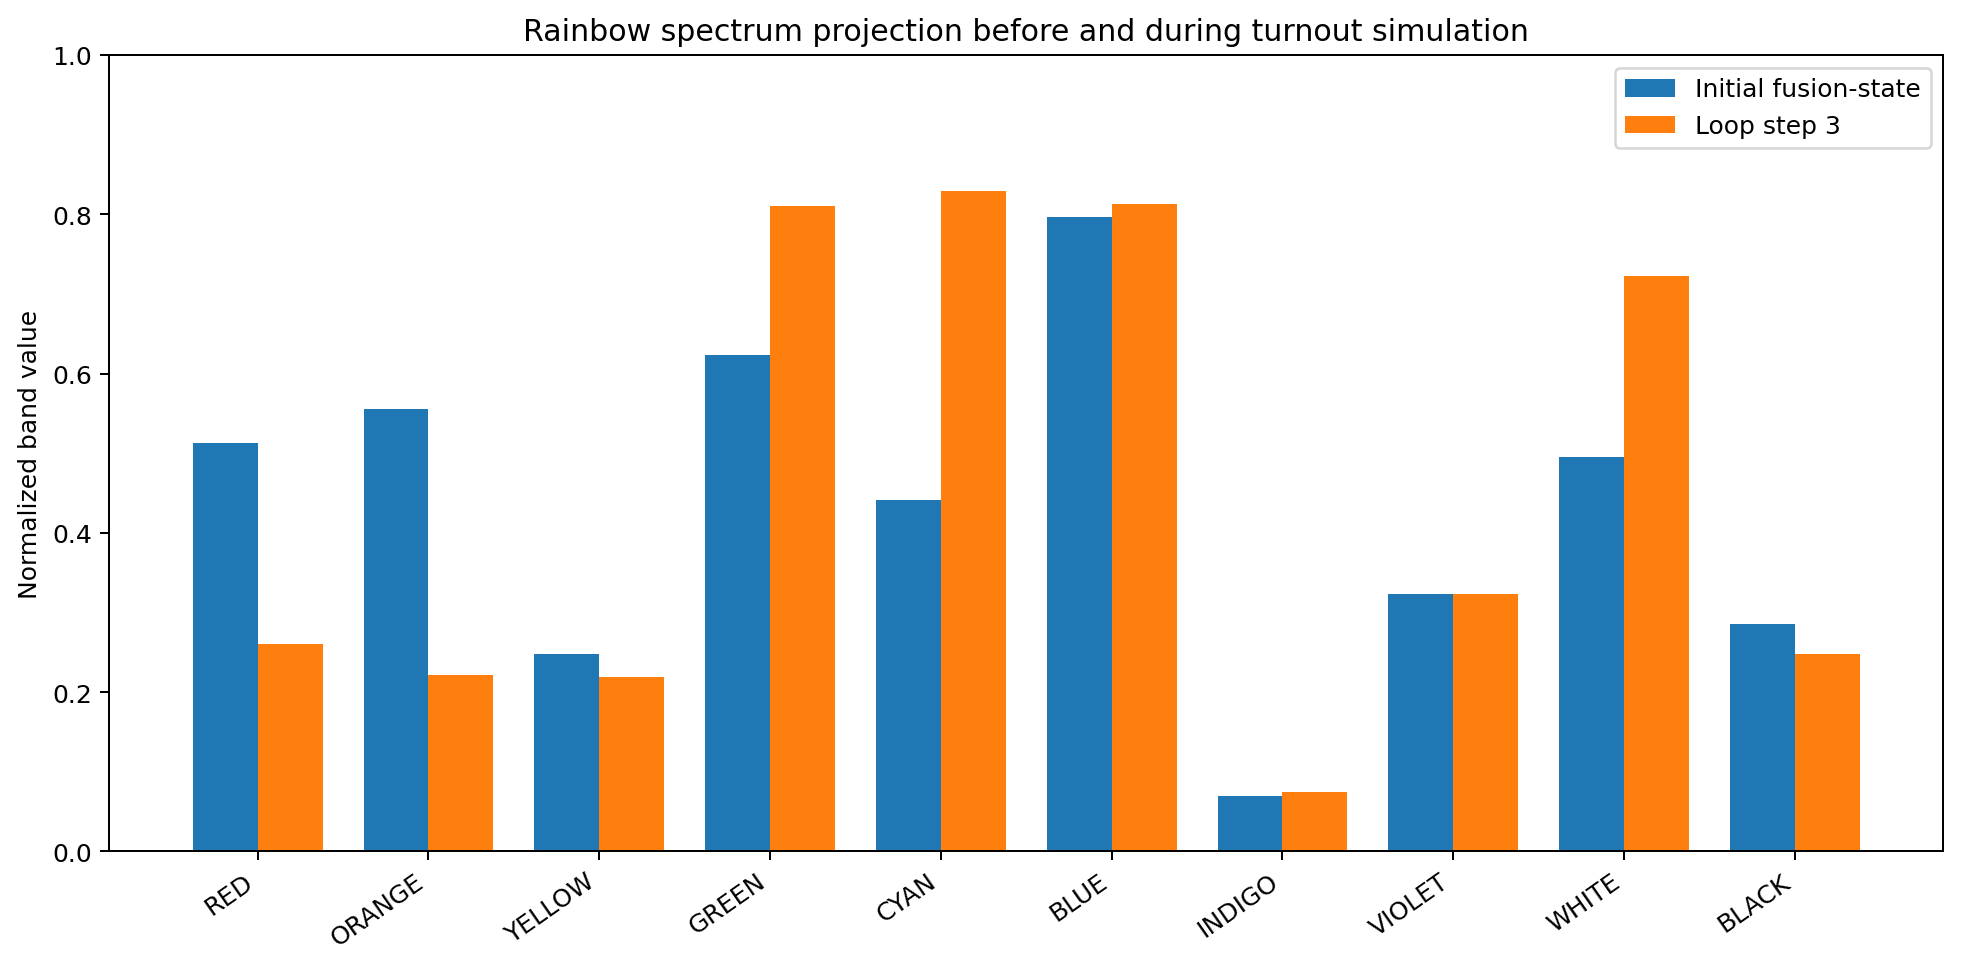 Rainbow spectrum projection before and during turnout simulation
Initial fusion-state
Loop step 3
Normalized band value
1.0
0.8
0.6
0.4
0.2
0.0
RED
ORANGE
YELLOW
GREEN
CYAN
BLUE
INDIGO
VIOLET
WHITE
BLACK